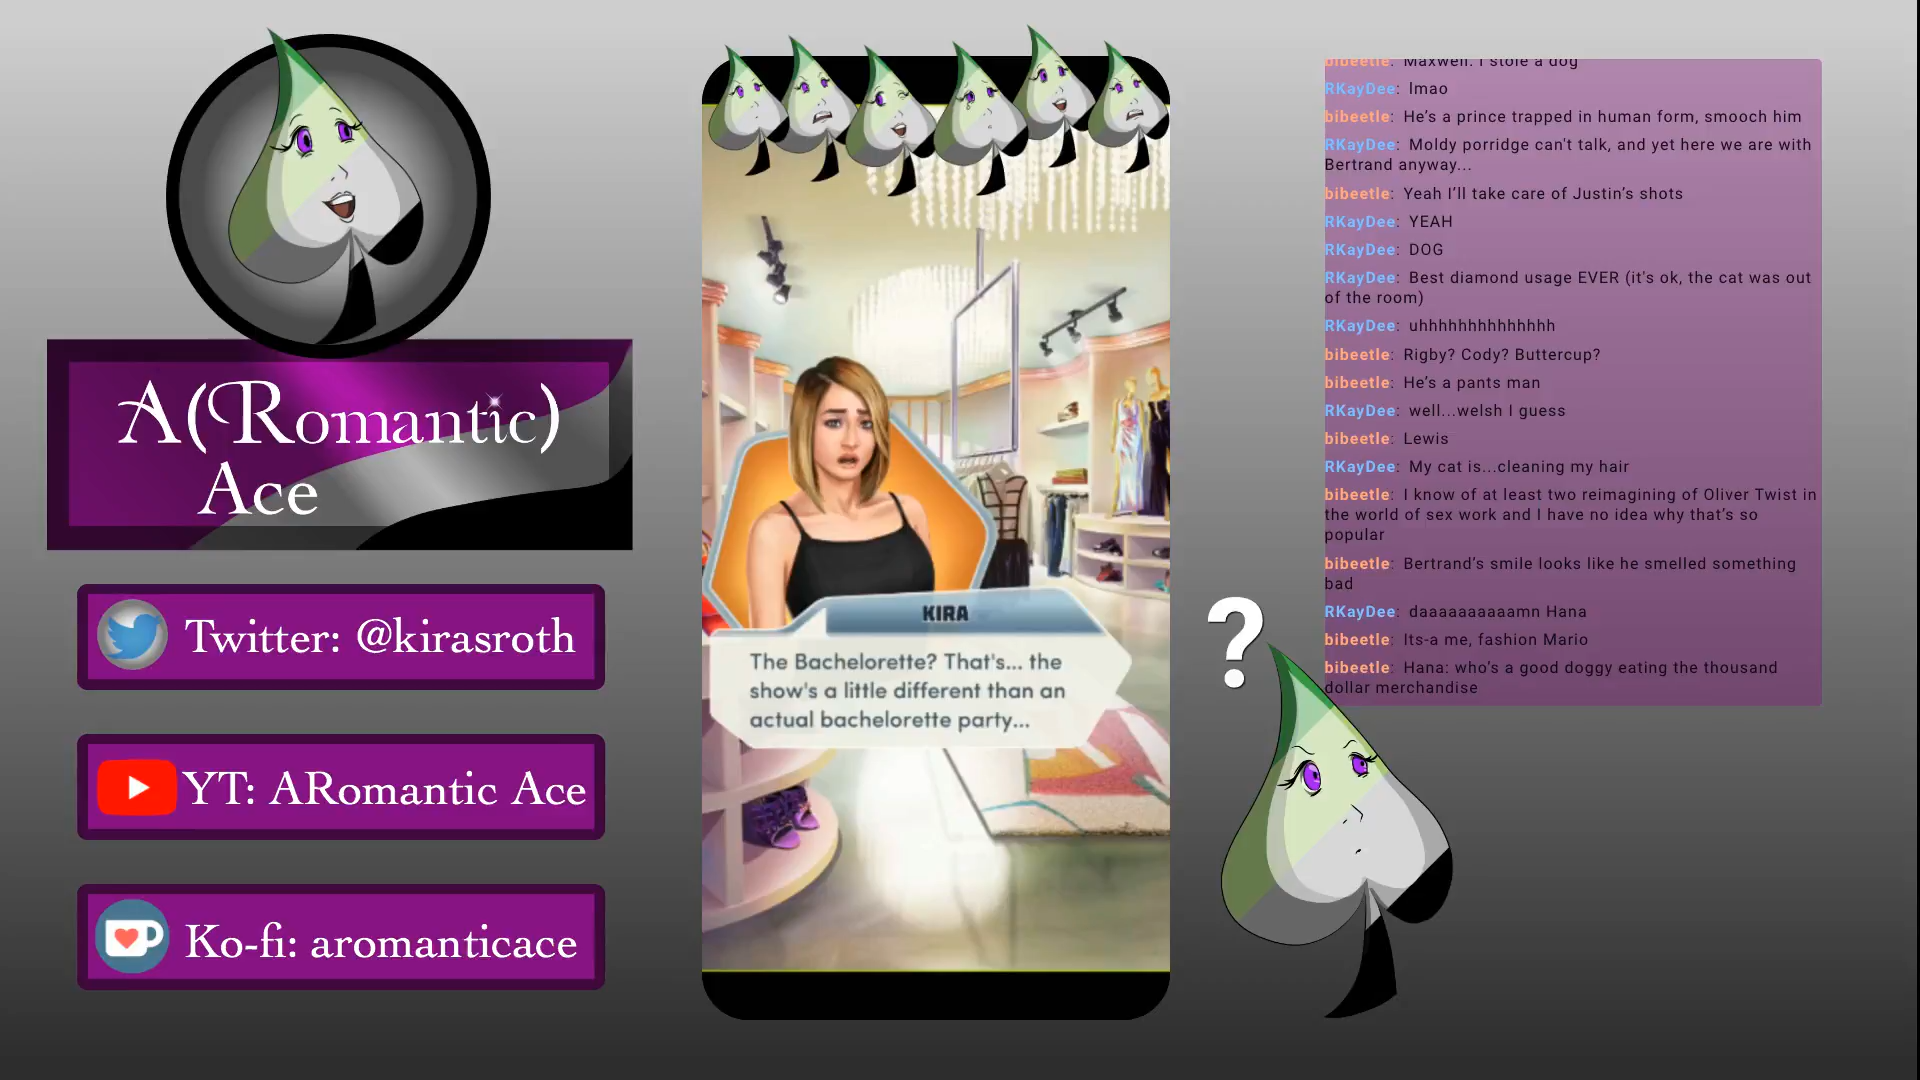 A(Romantic)
Ace
Twitter: @kirasroth
YT: ARomantic Ace
Ko-fi: aromanticace
KIRA
The Bachelorette? That's... the
show's a little different than an
actual bachelorette party...
?
bibeetle: Maxwell: I stole a dog
RKayDee: lmao
bibeetle: He's a prince trapped in human form, smooch him
RKayDee: Moldy porridge can't talk, and yet here we are with
Bertrand anyway...
bibeetle: Yeah I'll take care of Justin's shots
RKayDee: YEAH
RKayDee: DOG
RKayDee: Best diamond usage EVER (it's ok, the cat was out
of the room)
RKayDee: uhhhhhhhhhhhhhh
bibeetle: Rigby? Cody? Buttercup?
bibeetle: He's a pants man
RKayDee: well...welsh I guess
bibeetle: Lewis
RKayDee: My cat is...cleaning my hair
bibeetle: I know of at least two reimagining of Oliver Twist in
the world of sex work and I have no idea why that's so
popular
bibeetle: Bertrand's smile looks like he smelled something
bad
RKayDee: daaaaaaaaaamn Hana
bibeetle: Its-a me, fashion Mario
bibeetle: Hana: who's a good doggy eating the thousand
dollar merchandise